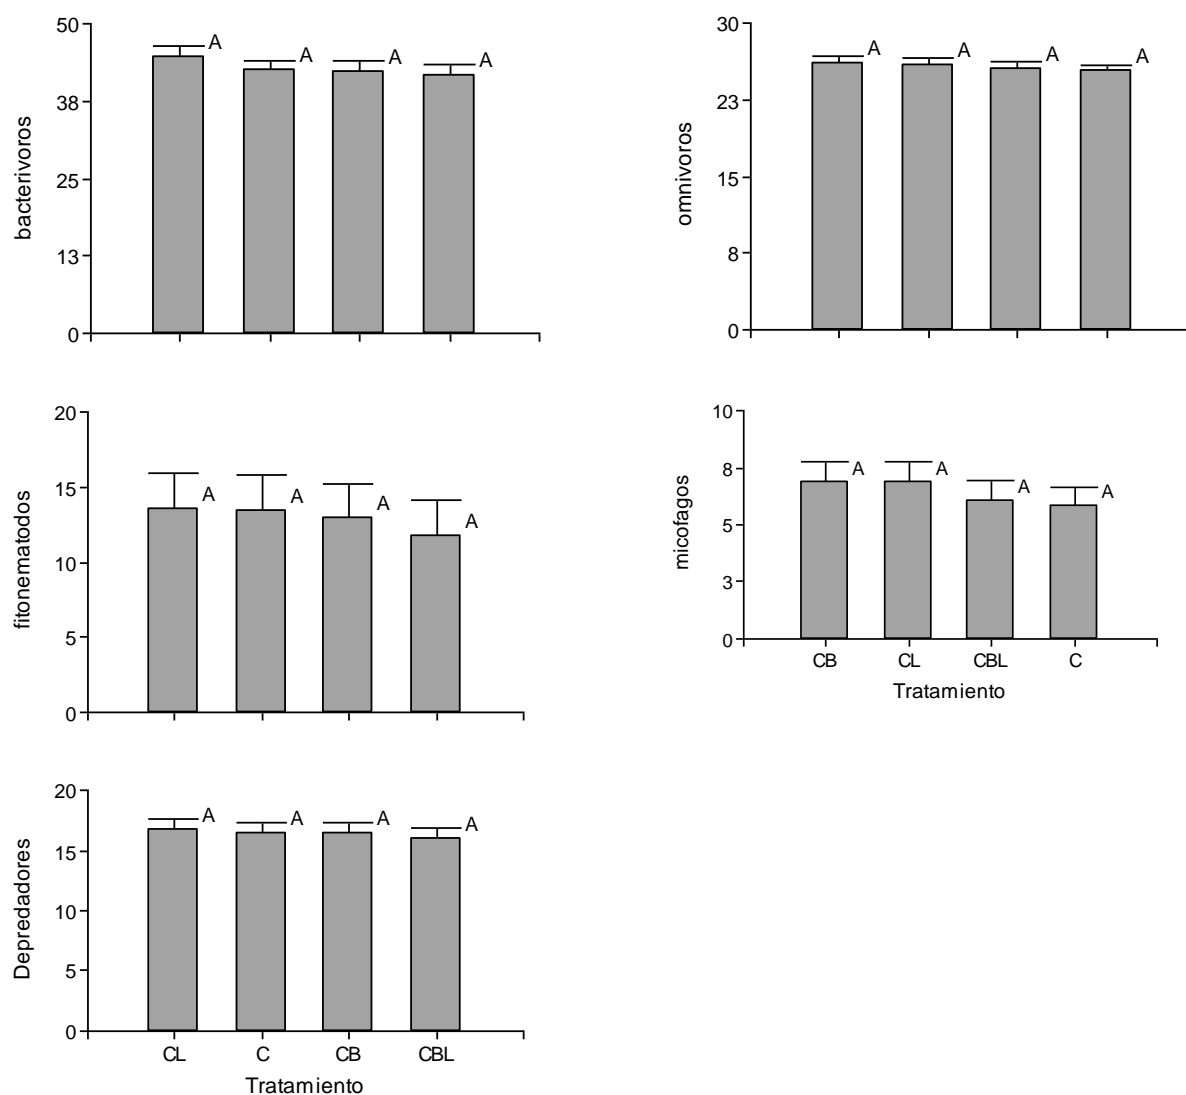 bacterivoros
50
38
25
13
0
A
A
A
A
omnivoros
30
23
15
8
0
A
A
A
A
fitonematodos
20
15
10
5
0
A
A
A
A
micofagos
10
8
5
3
0
A
A
A
A
CB CL CBL C
Tratamiento
Depredadores
20
15
10
5
0
A
A
A
A
CL C CB CBL
Tratamiento